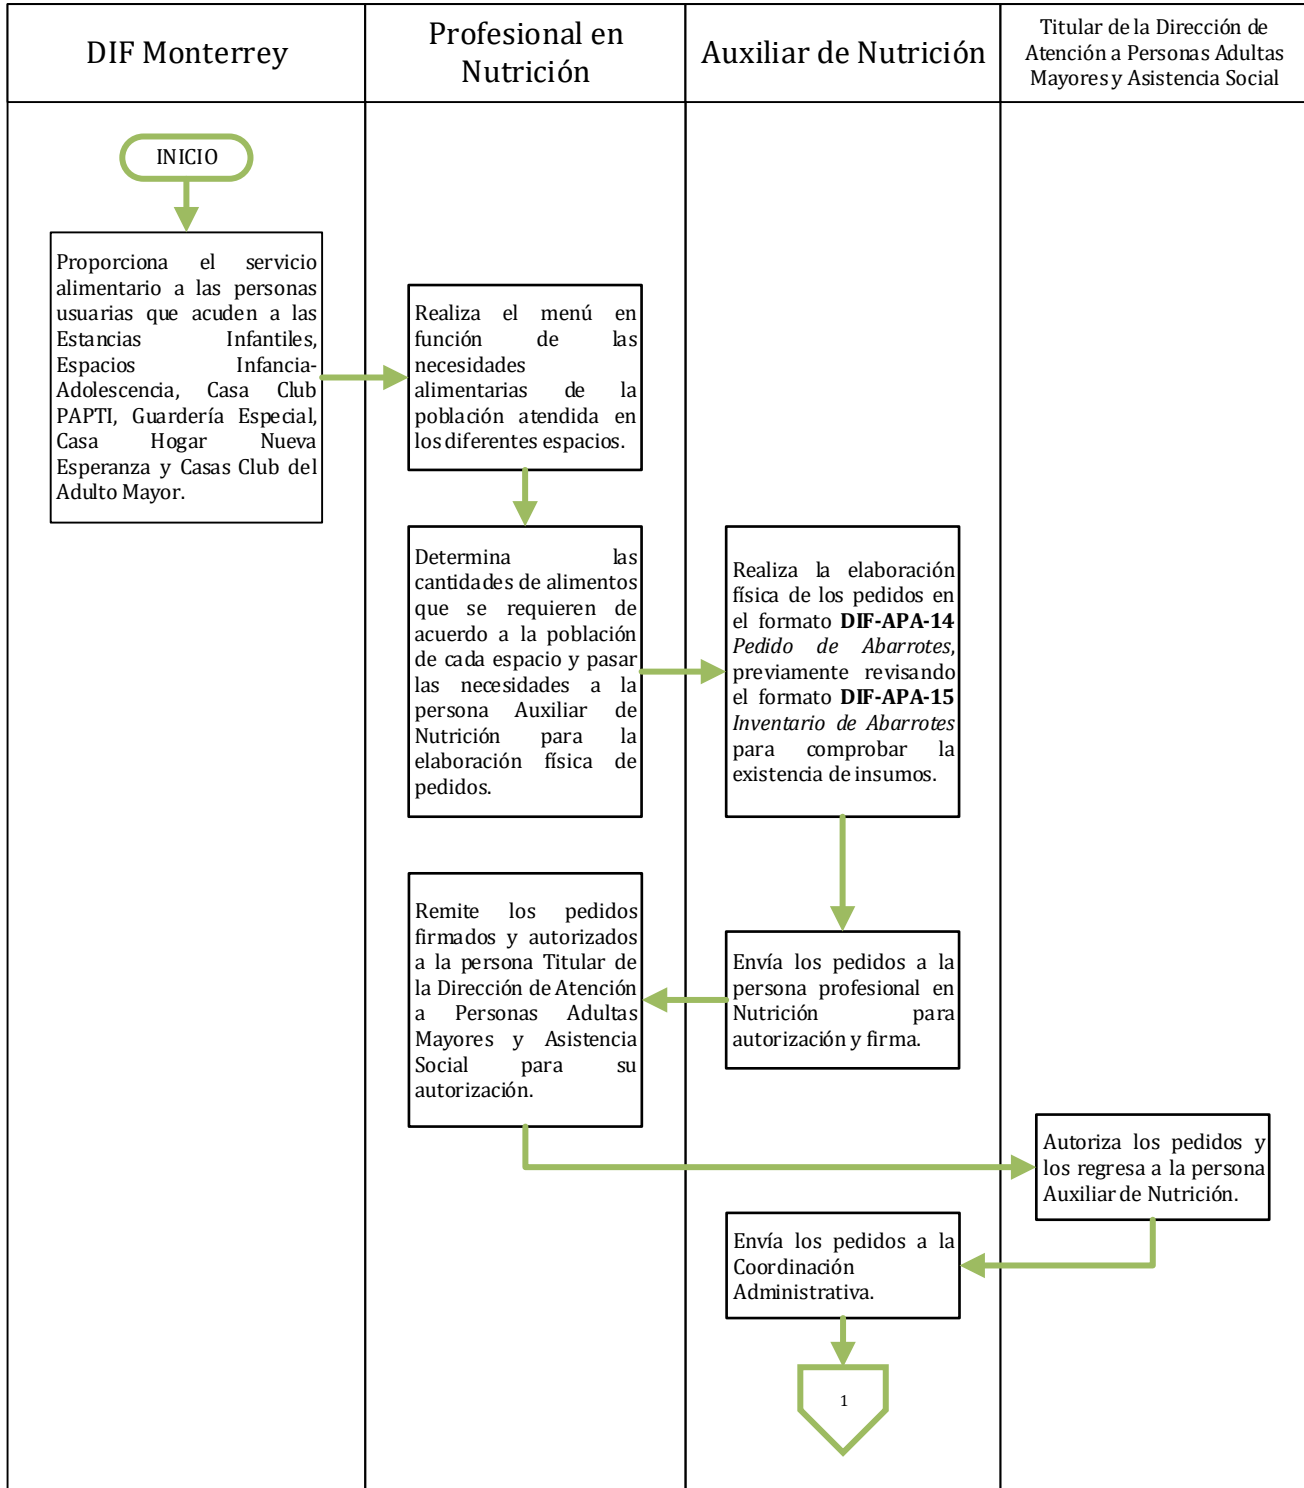 DIF Monterrey
Profesional en
Nutrición
Auxiliar de Nutrición
Titular de la Dirección de
Atención a Personas Adultas
Mayores y Asistencia Social
INICIO
Proporciona el servicio
alimentario a las personas
usuarias que acuden a las
Estancias Infantiles,
Espacios Infancia-
Adolescencia, Casa Club
PAPTI, Guardería Especial,
Casa Hogar Nueva
Esperanza y Casas Club del
Adulto Mayor.
Realiza el menú en
función de las
necesidades
alimentarias de la
población atendida en
los diferentes espacios.
Determina las
cantidades de alimentos
que se requieren de
acuerdo a la población
de cada espacio y pasar
las necesidades a la
persona Auxiliar de
Nutrición para la
elaboración física de
pedidos.
Realiza la elaboración
física de los pedidos en
el formato DIF-APA-14
Pedido de Abarrotes,
previamente revisando
el formato DIF-APA-15
Inventario de Abarrotes
para comprobar la
existencia de insumos.
Envía los pedidos a la
persona profesional en
Nutrición para
autorización y firma.
Remite los pedidos
firmados y autorizados
a la persona Titular de
la Dirección de Atención
a Personas Adultas
Mayores y Asistencia
Social para su
autorización.
Autoriza los pedidos y
los regresa a la persona
Auxiliar de Nutrición.
Envía los pedidos a la
Coordinación
Administrativa.
1